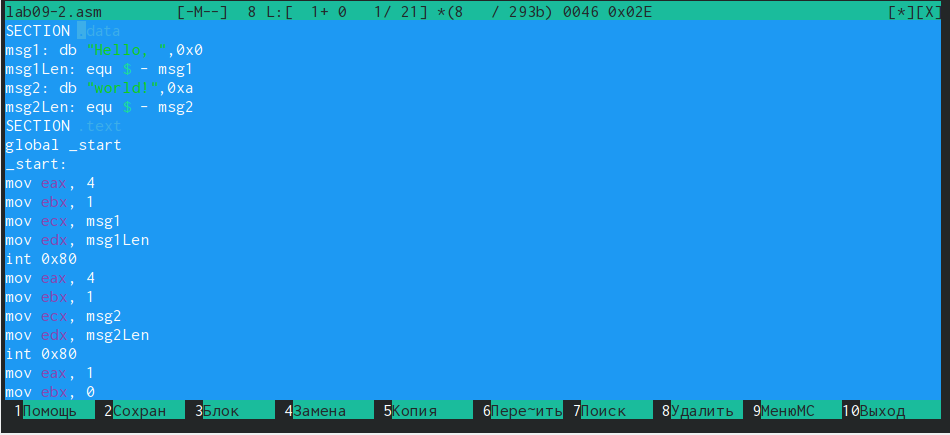 lab09-2.asm [-M--] 8 L:[ 1+ 0 1/ 21] *(8 / 293b) 0046 0x02E [*][X]
SECTION .data
msg1: db "Hello, ",0x0
msg1Len: equ $ - msg1
msg2: db "world!",0xa
msg2Len: equ $ - msg2
SECTION .text
global _start
_start:
mov eax, 4
mov ebx, 1
mov ecx, msg1
mov edx, msg1Len
int 0x80
mov eax, 4
mov ebx, 1
mov ecx, msg2
mov edx, msg2Len
int 0x80
mov eax, 1
mov ebx, 0
1Помощь 2Сохран 3Блок 4Замена 5Копия 6Пере~ить 7Поиск 8Удалить 9МенюMC 10Выход